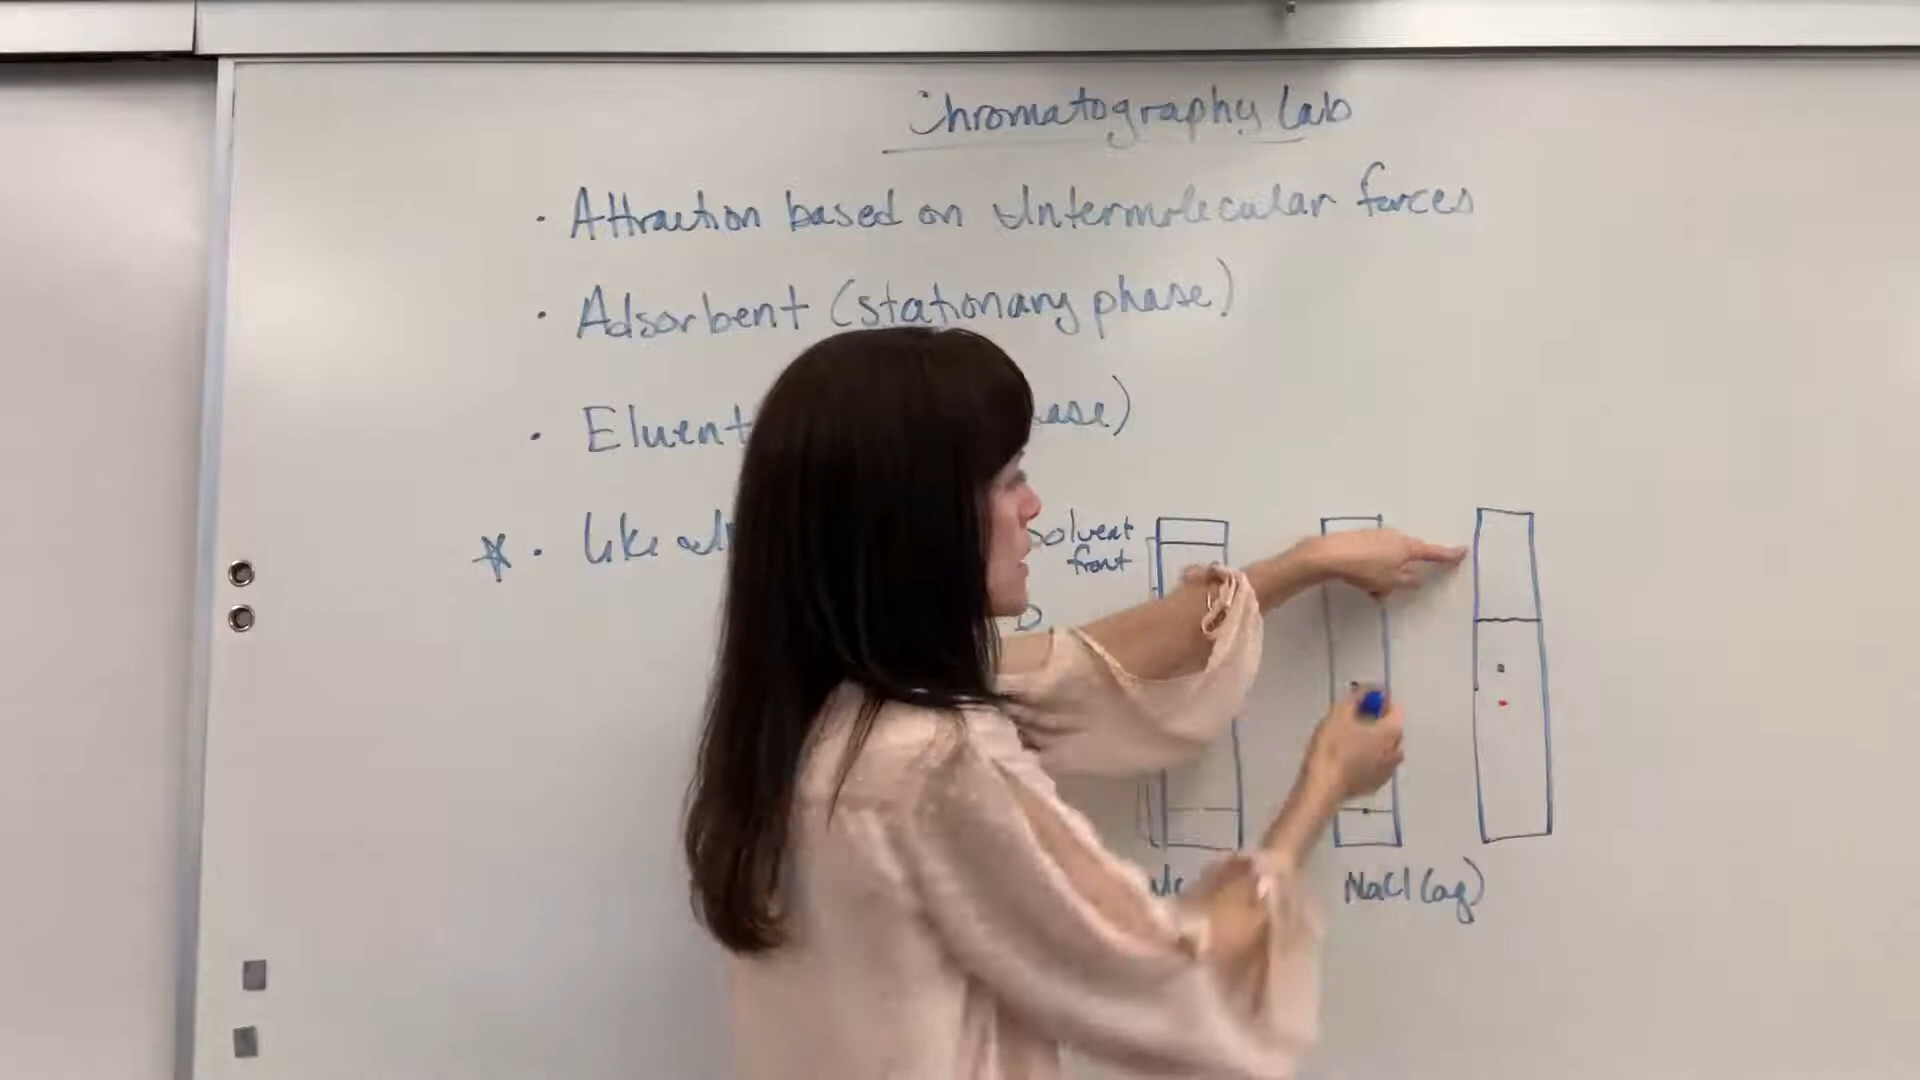 Chromatography Lab
• Attraction based on Intermolecular forces
• Adsorbent (stationary phase)
• Eluent ase)
☆ • like
Solvent
front
D
NaCl (aq)